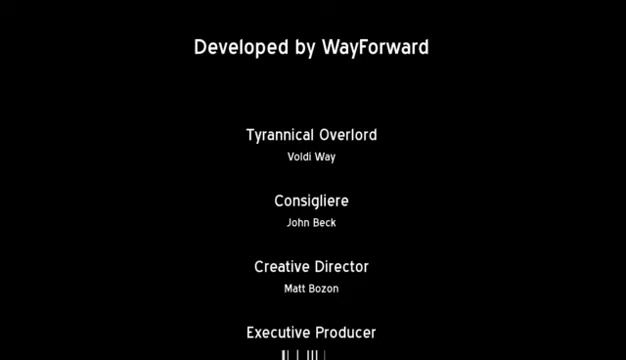 Developed by WayForward
Tyrannical Overlord
Voldi Way
Consigliere
John Beck
Creative Director
Matt Bozon
Executive Producer